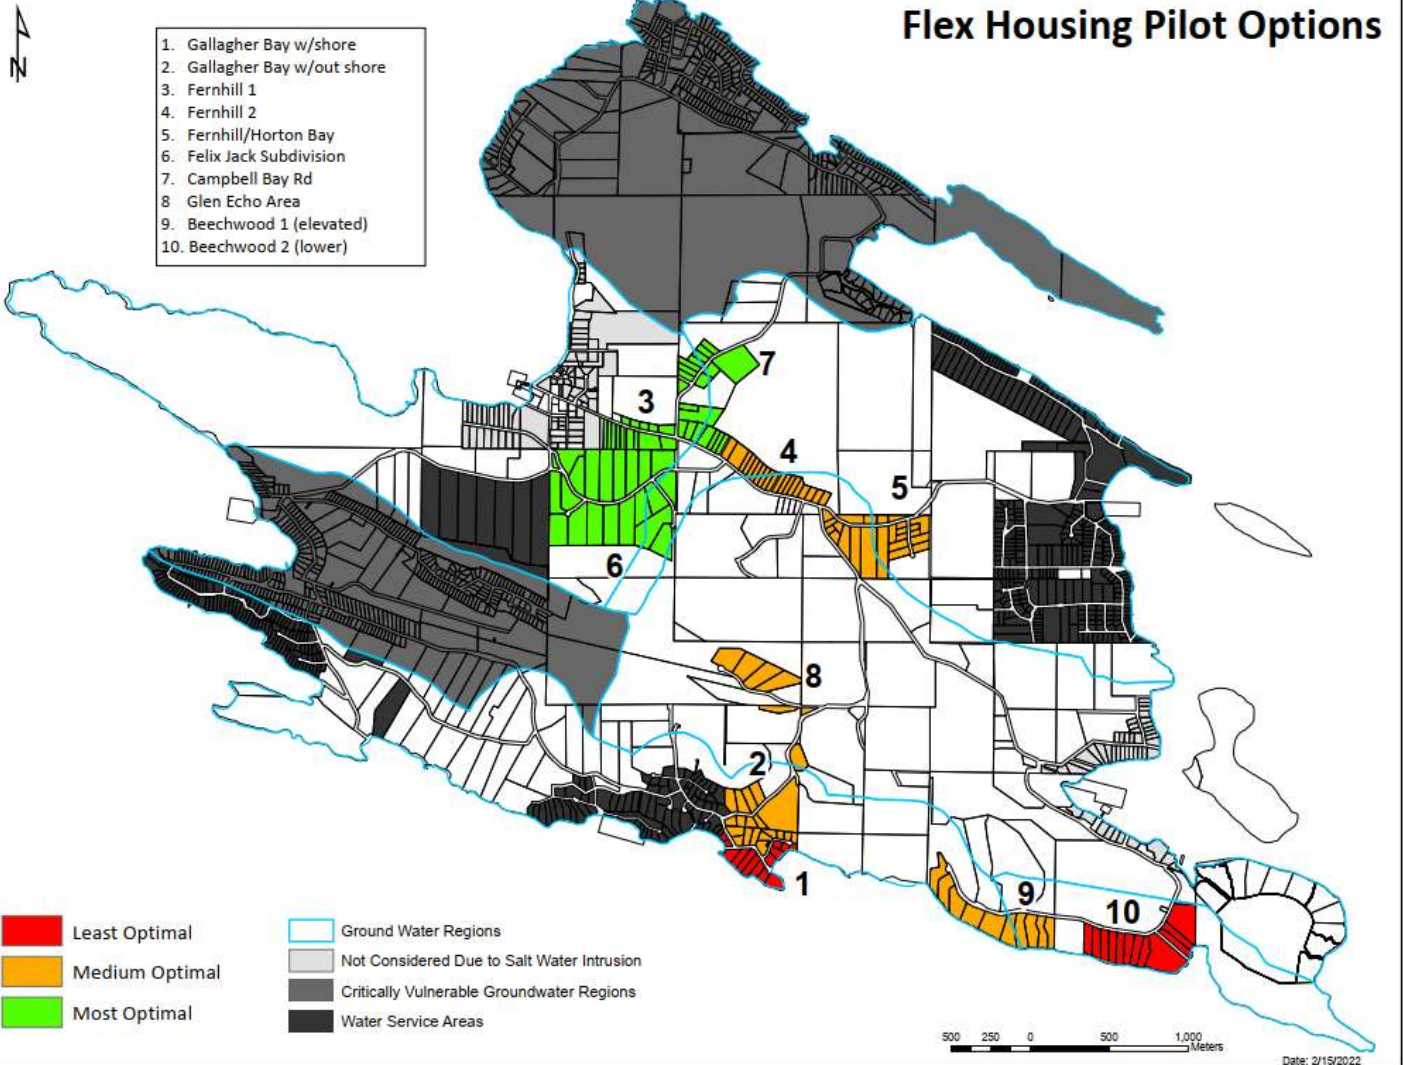 Flex Housing Pilot Options
N
1. Gallagher Bay w/shore
2. Gallagher Bay w/out shore
3. Fernhill 1
4. Fernhill 2
5. Fernhill/Horton Bay
6. Felix Jack Subdivision
7. Campbell Bay Rd
8 Glen Echo Area
9. Beechwood 1 (elevated)
10. Beechwood 2 (lower)
7
3
4
5
6
8
2
1
9
10
Least Optimal
Medium Optimal
Most Optimal
Ground Water Regions
Not Considered Due to Salt Water Intrusion
Critically Vulnerable Groundwater Regions
Water Service Areas
500 250 0 500 1,000
Meters
Date: 2/15/2022